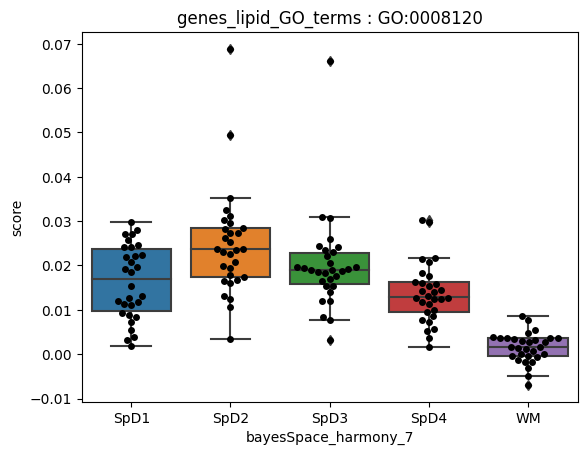 genes_lipid_GO_terms : GO:0008120
0.07
0.06
0.05
0.04
0.03
0.02
0.01
0.00
−0.01
score
SpD1 SpD2 SpD3 SpD4 WM
bayesSpace_harmony_7